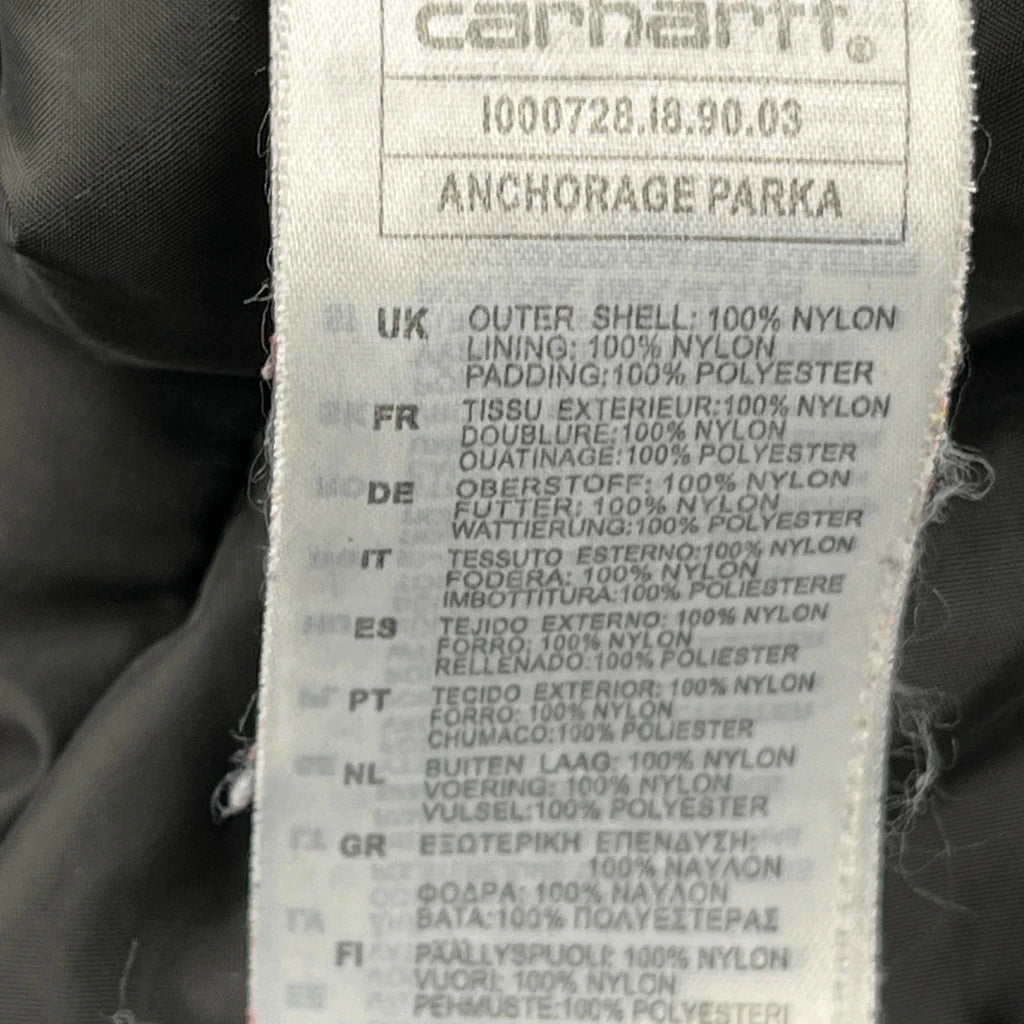 carhartt®
I000728.I8.90.03
ANCHORAGE PARKA
UK OUTER SHELL: 100% NYLON
LINING: 100% NYLON
PADDING:100% POLYESTER
FR TISSU EXTERIEUR:100% NYLON
DOUBLURE:100% NYLON
OUATINAGE:100% POLYESTER
DE OBERSTOFF: 100% NYLON
FUTTER: 100% NYLON
WATTIERUNG:100% POLYESTER
IT TESSUTO ESTERNO:100% NYLON
FODERA: 100% NYLON
IMBOTTITURA:100% POLIESTERE
ES TEJIDO EXTERNO: 100% NYLON
FORRO: 100% NYLON
RELLENADO:100% POLIESTER
PT TECIDO EXTERIOR: 100% NYLON
FORRO: 100% NYLON
CHUMACO:100% POLIESTER
NL BUITEN LAAG: 100% NYLON
VOERING: 100% NYLON
VULSEL:100% POLYESTER
GR ΕΞΩΤΕΡΙΚΗ ΕΠΕΝΔΥΣΗ:
100% ΝΑΥΛΟΝ
ΦΟΔΡΑ: 100% ΝΑΥΛΟΝ
ΒΑΤΑ:100% ΠΟΛΥΕΣΤΕΡΑΣ
FI PÄÄLLYSPUOLI: 100% NYLON
VUORI: 100% NYLON
PEHMUSTE:100% POLYESTERI